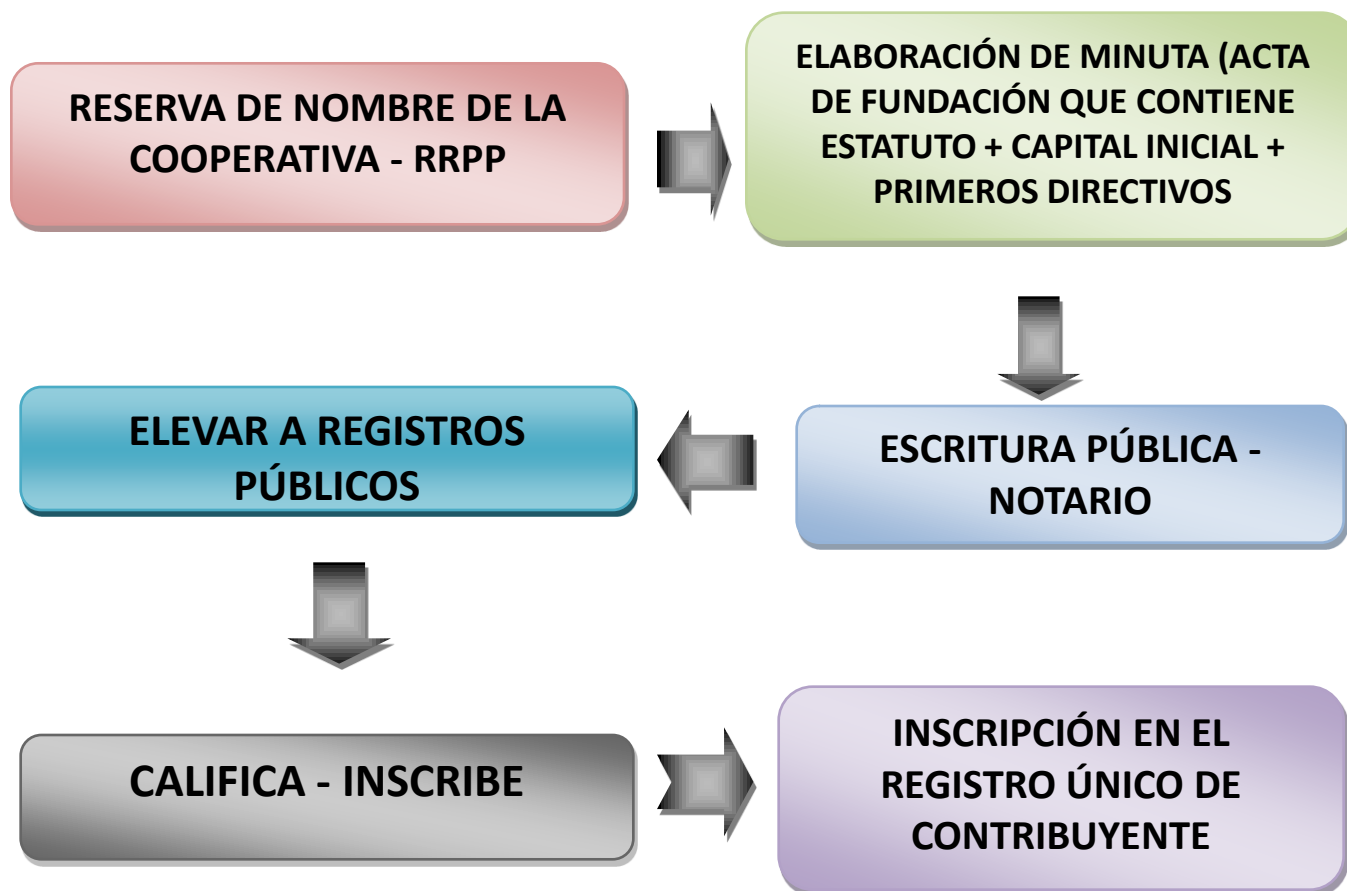 RESERVA DE NOMBRE DE LA
COOPERATIVA - RRPP
ELABORACIÓN DE MINUTA (ACTA
DE FUNDACIÓN QUE CONTIENE
ESTATUTO + CAPITAL INICIAL +
PRIMEROS DIRECTIVOS
ESCRITURA PÚBLICA -
NOTARIO
ELEVAR A REGISTROS
PÚBLICOS
CALIFICA - INSCRIBE
INSCRIPCIÓN EN EL
REGISTRO ÚNICO DE
CONTRIBUYENTE